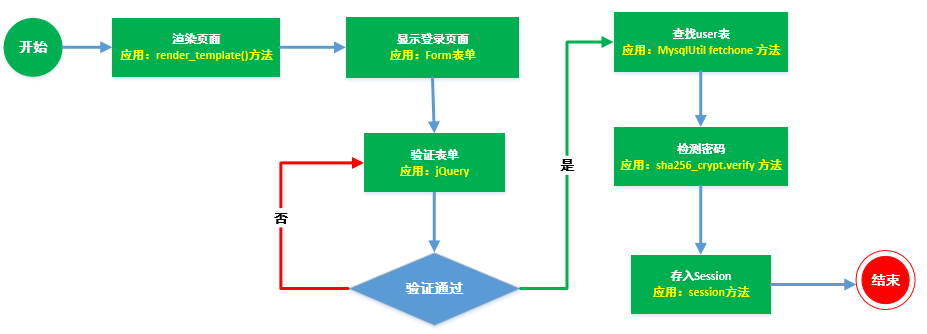 开始
渲染页面
应用：render_template()方法
显示登录页面
应用：Form表单
验证表单
应用：jQuery
否
验证通过
是
查找user表
应用：MysqlUtil fetchone 方法
检测密码
应用：sha256_crypt.verify 方法
存入Session
应用：session方法
结束